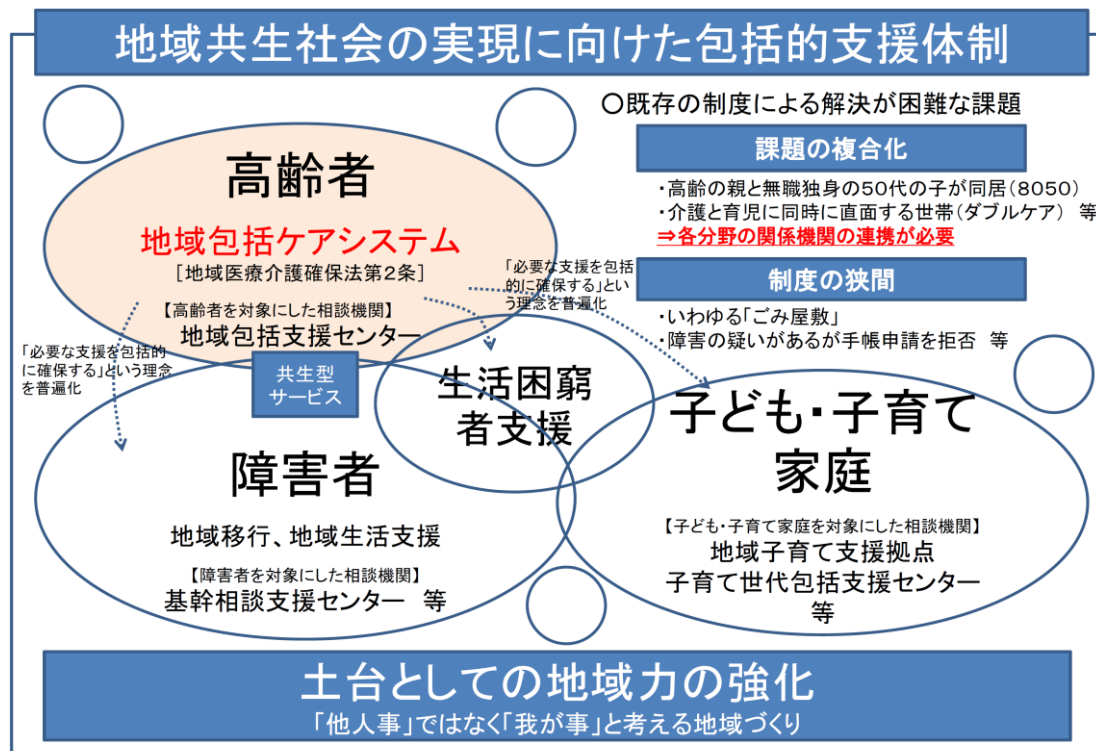 地域共生社会の実現に向けた包括的支援体制
〇既存の制度による解決が困難な課題
課題の複合化
・高齢の親と無職独身の50代の子が同居(8050)
・介護と育児に同時に直面する世帯(ダブルケア) 等
⇒各分野の関係機関の連携が必要
制度の狭間
・いわゆる「ごみ屋敷」
・障害の疑いがあるが手帳申請を拒否 等
高齢者
地域包括ケアシステム
[地域医療介護確保法第2条]
【高齢者を対象にした相談機関】
地域包括支援センター
「必要な支援を包括
的に確保する」とい
う理念を普遍化
「必要な支援を包括的
に確保する」という理念
を普遍化
共生型
サービス
生活困窮
者支援
障害者
地域移行、地域生活支援
【障害者を対象にした相談機関】
基幹相談支援センター 等
子ども・子育て
家庭
【子ども・子育て家庭を対象にした相談機関】
地域子育て支援拠点
子育て世代包括支援センター
等
土台としての地域力の強化
「他人事」ではなく「我が事」と考える地域づくり